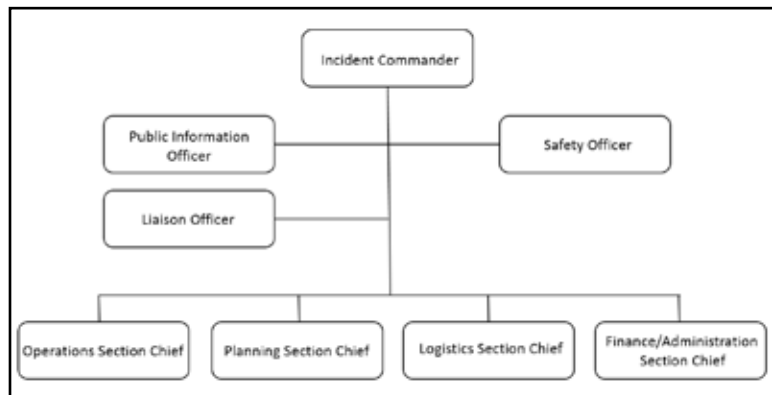 Incident Commander
Public Information
Officer
Safety Officer
Liaison Officer
Operations Section Chief
Planning Section Chief
Logistics Section Chief
Finance/Administration
Section Chief